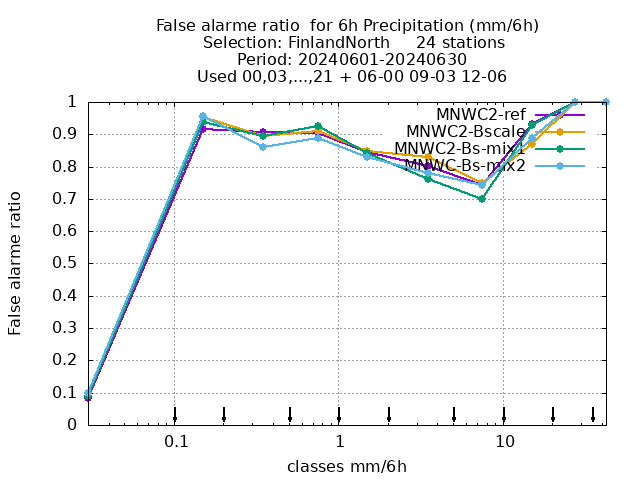 False alarme ratio  for 6h Precipitation (mm/6h)
Selection: FinlandNorth     24 stations
Period: 20240601-20240630
Used 00,03,...,21 + 06-00 09-03 12-06
MNWC2-ref
MNWC2-Bscale
MNWC2-Bs-mix1
MNWC-Bs-mix2
1
0.9
0.8
0.7
0.6
0.5
0.4
0.3
0.2
0.1
0
False alarme ratio
0.1
1
10
classes mm/6h